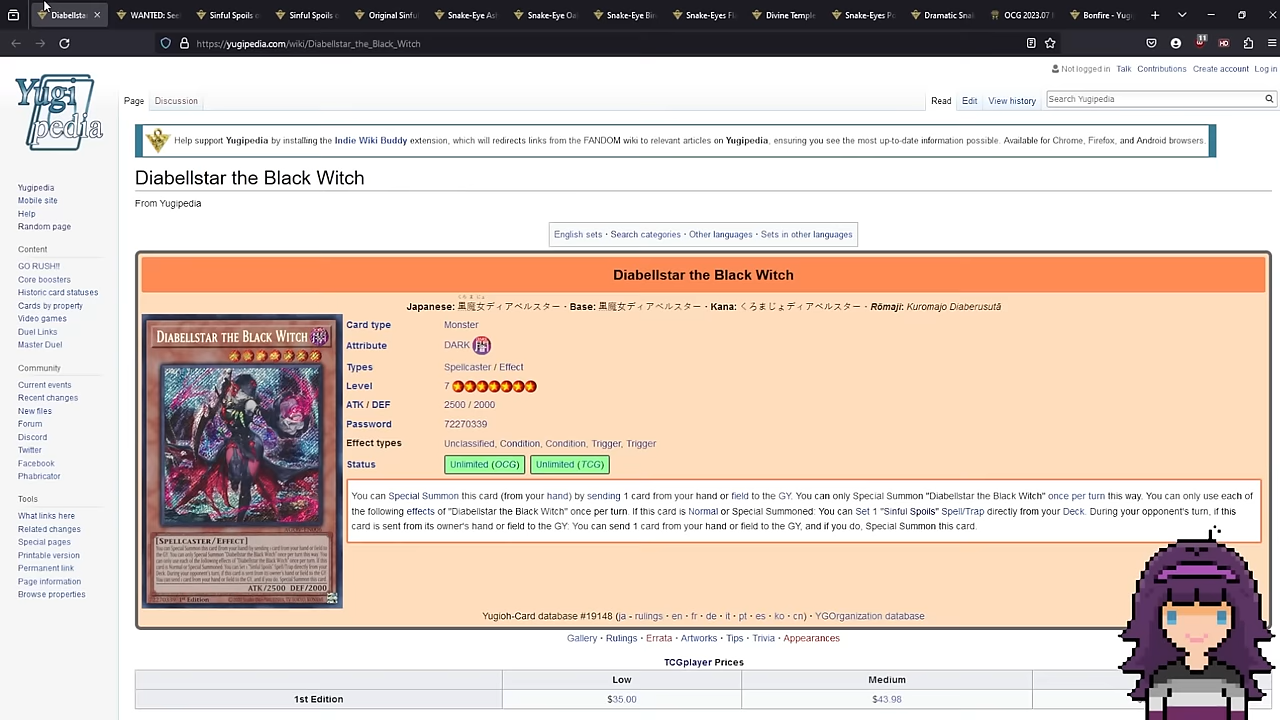 Diabellsta
WANTED: See
Sinful Spoils o
Sinful Spoils o
Original Sinfu
Snake-Eye Ash
Snake-Eye Oa
Snake-Eye Bir
Snake-Eyes Fl
Divine Temple
Snake-Eyes Po
Dramatic Sna
OCG 2023.07 B
Bonfire - Yugi
https://yugipedia.com/wiki/Diabellstar_the_Black_Witch
11
HD
Not logged in Talk Contributions Create account Log in
Yugi
pedia
Page Discussion Read Edit View history Search Yugipedia
Help support Yugipedia by installing the Indie Wiki Buddy extension, which will redirects links from the FANDOM wiki to relevant articles on Yugipedia, ensuring you see the most up-to-date information possible. Available for Chrome, Firefox, and Android browsers.
Diabellstar the Black Witch
From Yugipedia
English sets · Search categories · Other languages · Sets in other languages
Yugipedia
Mobile site
Help
Random page
Content
GO RUSH!!
Core boosters
Historic card statuses
Cards by property
Video games
Duel Links
Master Duel
Community
Current events
Recent changes
New files
Forum
Discord
Twitter
Facebook
Phabricator
Tools
What links here
Related changes
Special pages
Printable version
Permanent link
Page information
Browse properties
Diabellstar the Black Witch
くろまじょ
Japanese: 黒魔女ディアベルスター · Base: 黒魔女ディアベルスター · Kana: くろまじょディアベルスター · Rōmaji: Kuromajo Diaberusutā
DIABELLSTAR THE BLACK WITCH
[SPELLCASTER/EFFECT]
ATK/2500 DEF/2000
1st Edition
Card type Monster
Attribute DARK
Types Spellcaster / Effect
Level 7
ATK / DEF 2500 / 2000
Password 72270339
Effect types Unclassified, Condition, Condition, Trigger, Trigger
Status Unlimited (OCG) Unlimited (TCG)
You can Special Summon this card (from your hand) by sending 1 card from your hand or field to the GY. You can only Special Summon "Diabellstar the Black Witch" once per turn this way. You can only use each of
the following effects of "Diabellstar the Black Witch" once per turn. If this card is Normal or Special Summoned: You can Set 1 "Sinful Spoils" Spell/Trap directly from your Deck. During your opponent's turn, if this
card is sent from its owner's hand or field to the GY: You can send 1 card from your hand or field to the GY, and if you do, Special Summon this card.
Yugioh-Card database #19148 (ja - rulings · en · fr · de · it · pt · es · ko · cn) · YGOrganization database
Gallery · Rulings · Errata · Artworks · Tips · Trivia · Appearances
TCGplayer Prices
Low Medium
1st Edition $35.00 $43.98